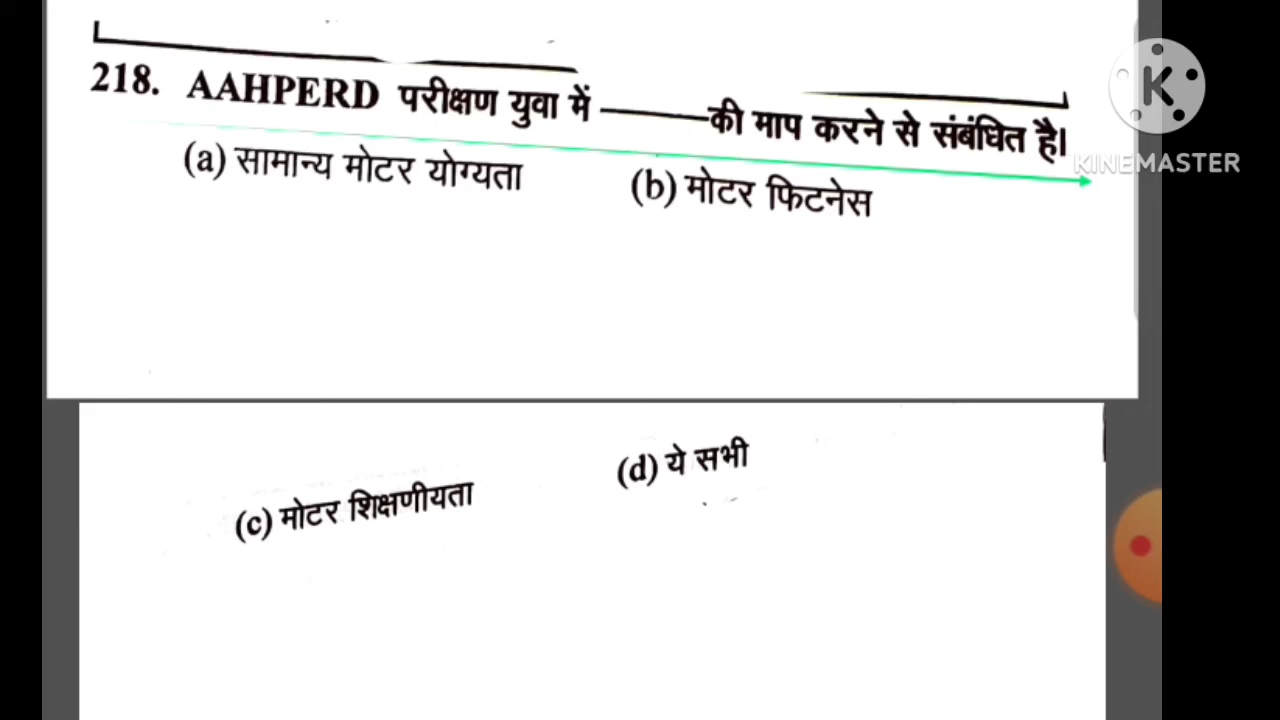 218. AAHPERD परीक्षण युवा में ——— की माप करने से संबंधित है।
KINEMASTER
(a) सामान्य मोटर योग्यता (b) मोटर फिटनेस
(c) मोटर शिक्षणीयता (d) ये सभी